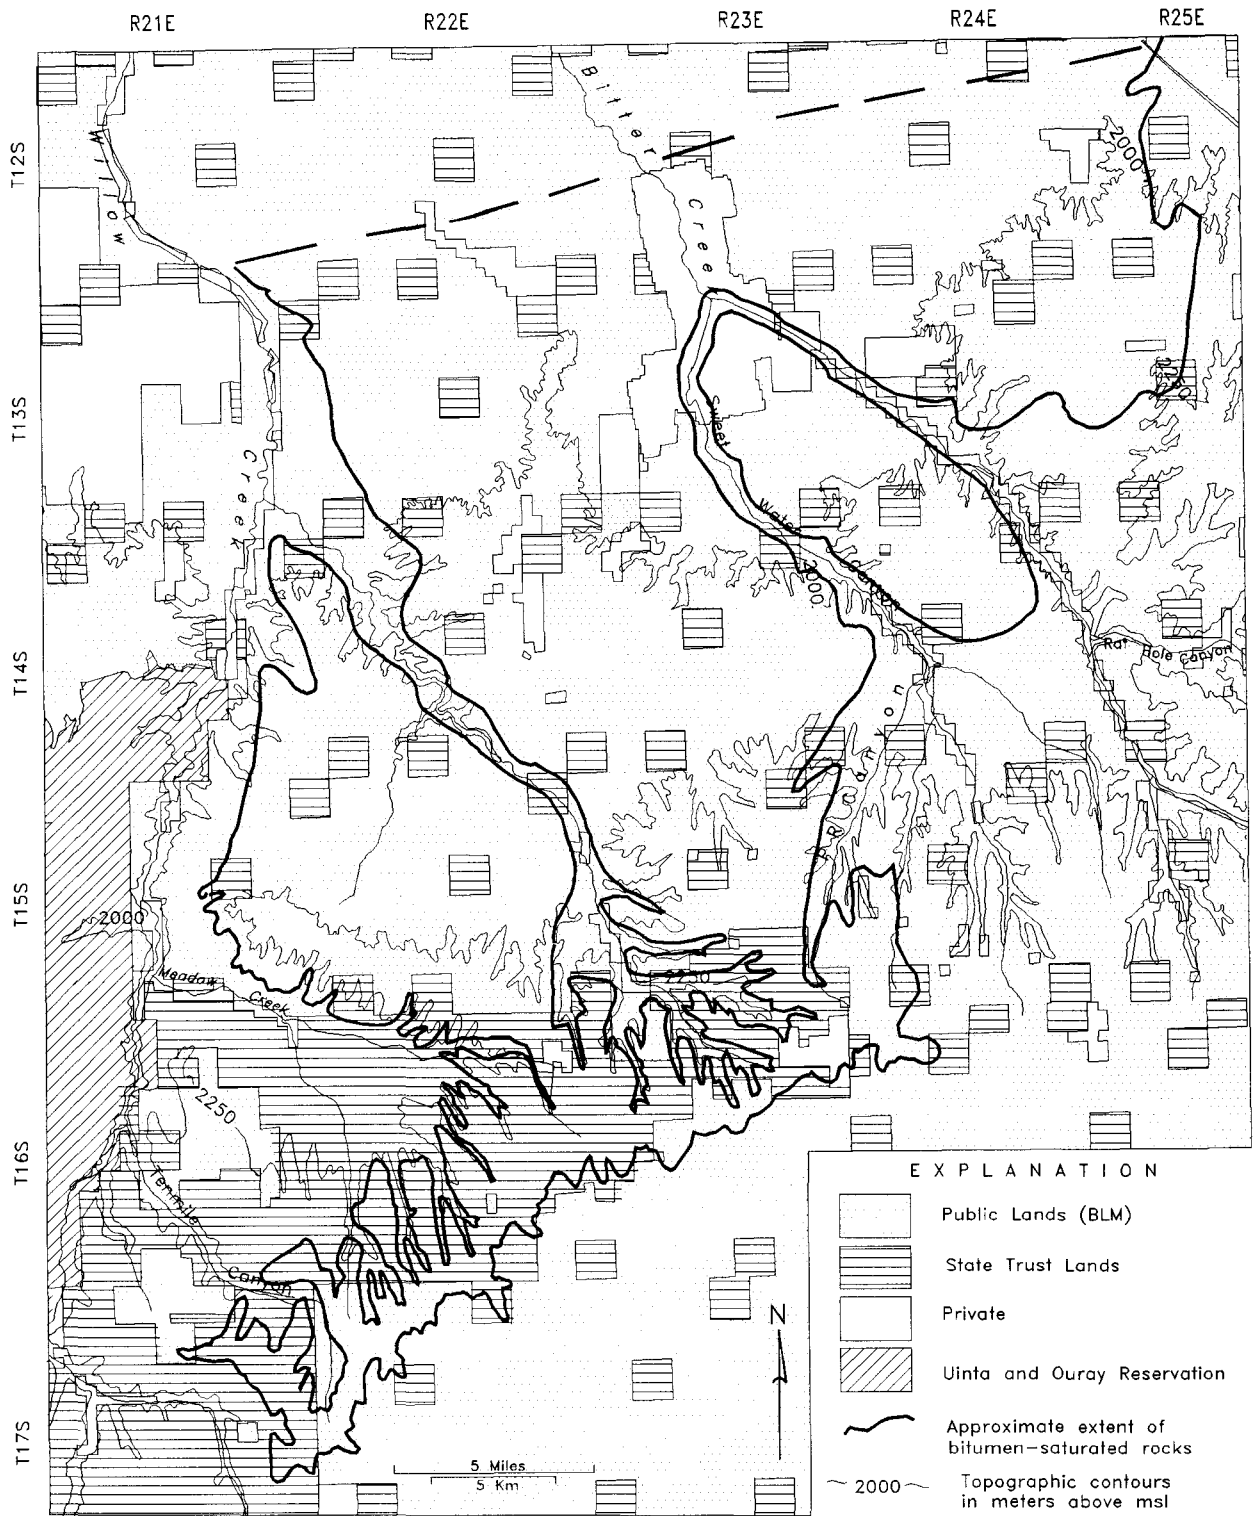 R21E R22E R23E R24E R25E
T12S
T13S
T14S
T15S
T16S
T17S
Willow
Creek
Bitter
Creek
2000
2250
Sweet
Water
Canyon
2000
Rat Hole Canyon
Canyon
2000
Meadow
Creek
2250
2250
Tenmile
Canyon
EXPLANATION
Public Lands (BLM)
State Trust Lands
Private
Uinta and Ouray Reservation
Approximate extent of
bitumen-saturated rocks
2000 Topographic contours
in meters above msl
N
5 Miles
5 Km